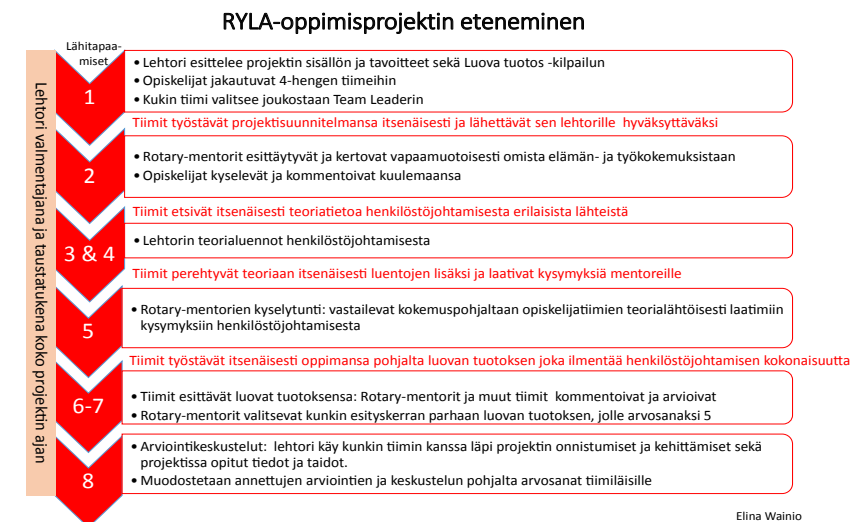 RYLA-oppimisprojektin eteneminen
Lähitapaa-
miset
Lehtori valmentajana ja taustatukena koko projektin ajan
1
• Lehtori esittelee projektin sisällön ja tavoitteet sekä Luova tuotos -kilpailun
• Opiskelijat jakautuvat 4-hengen tiimeihin
• Kukin tiimi valitsee joukostaan Team Leaderin
Tiimit työstävät projektisuunnitelmansa itsenäisesti ja lähettävät sen lehtorille hyväksyttäväksi
2
• Rotary-mentorit esittäytyvät ja kertovat vapaamuotoisesti omista elämän- ja työkokemuksistaan
• Opiskelijat kyselevät ja kommentoivat kuulemaansa
Tiimit etsivät itsenäisesti teoriatietoa henkilöstöjohtamisesta erilaisista lähteistä
3 & 4
• Lehtorin teorialuennot henkilöstöjohtamisesta
Tiimit perehtyvät teoriaan itsenäisesti luentojen lisäksi ja laativat kysymyksiä mentoreille
5
• Rotary-mentorien kyselytunti: vastailevat kokemuspohjaltaan opiskelijatiimien teorialähtöisesti laatimiin
kysymyksiin henkilöstöjohtamisesta
Tiimit työstävät itsenäisesti oppimansa pohjalta luovan tuotoksen joka ilmentää henkilöstöjohtamisen kokonaisuutta
6-7
• Tiimit esittävät luovat tuotoksensa: Rotary-mentorit ja muut tiimit kommentoivat ja arvioivat
• Rotary-mentorit valitsevat kunkin esityskerran parhaan luovan tuotoksen, jolle arvosanaksi 5
8
• Arviointikeskustelut: lehtori käy kunkin tiimin kanssa läpi projektin onnistumiset ja kehittämiset sekä
projektissa opitut tiedot ja taidot.
• Muodostetaan annettujen arviointien ja keskustelun pohjalta arvosanat tiimiläisille
Elina Wainio